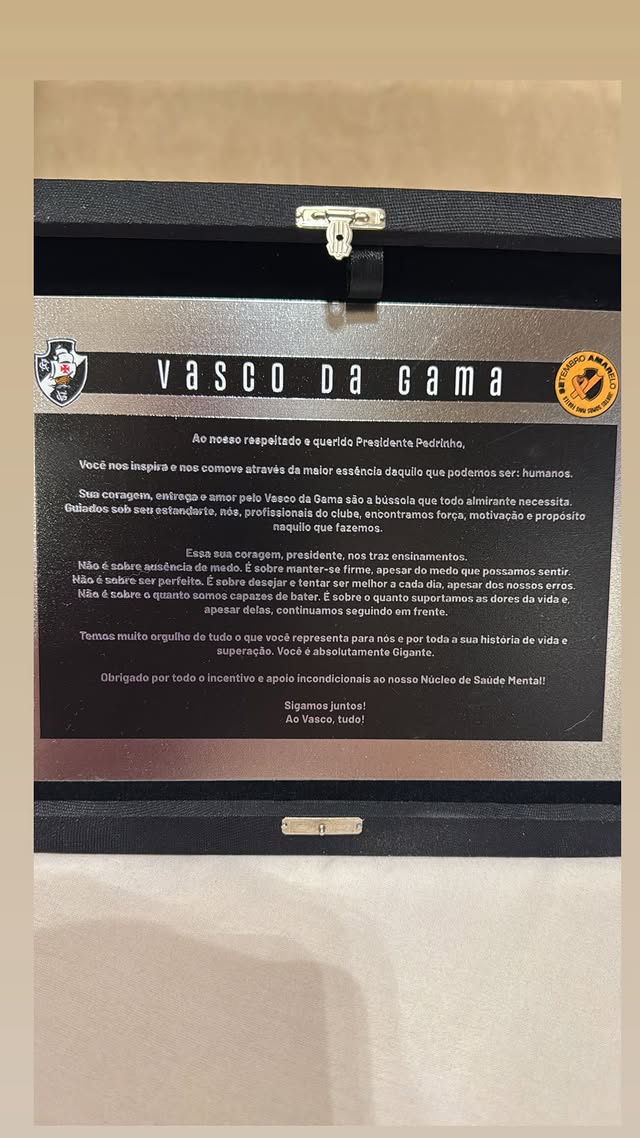 VASCO DA GAMA
SETEMBRO AMARELO
Ao nosso respeitado e querido Presidente Pedrinho,
Você nos inspira e nos comove através da maior essência daquilo que podemos ser: humanos.
Sua coragem, entrega e amor pelo Vasco da Gama são a bússola que todo almirante necessita.
Guiados sob seu estandarte, nós, profissionais do clube, encontramos força, motivação e propósito
naquilo que fazemos.
Essa sua coragem, presidente, nos traz ensinamentos.
Não é sobre ausência de medo. É sobre manter-se firme, apesar do medo que possamos sentir.
Não é sobre ser perfeito. É sobre desejar e tentar ser melhor a cada dia, apesar dos nossos erros.
Não é sobre o quanto somos capazes de bater. É sobre o quanto suportamos as dores da vida e,
apesar delas, continuamos seguindo em frente.
Temos muito orgulho de tudo o que você representa para nós e por toda a sua história de vida e
superação. Você é absolutamente Gigante.
Obrigado por todo o incentivo e apoio incondicionais ao nosso Núcleo de Saúde Mental!
Sigamos juntos!
Ao Vasco, tudo!